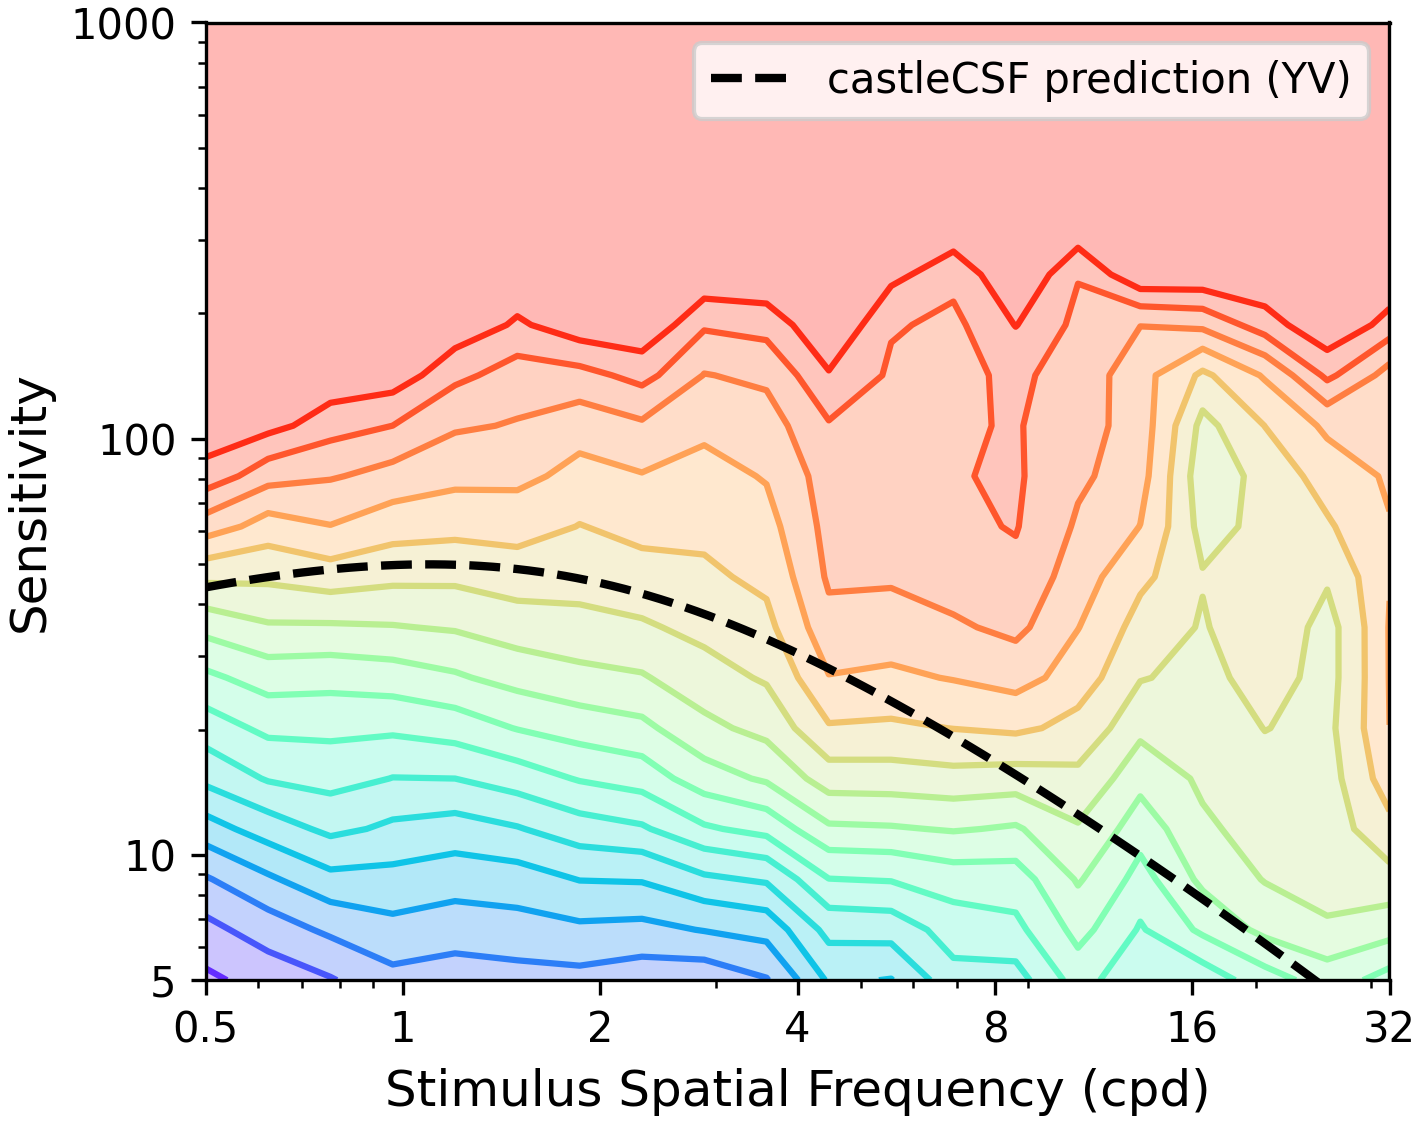 1000
castleCSF prediction (YV)
100
Sensitivity
10
5
0.5 1 2 4 8 16 32
Stimulus Spatial Frequency (cpd)